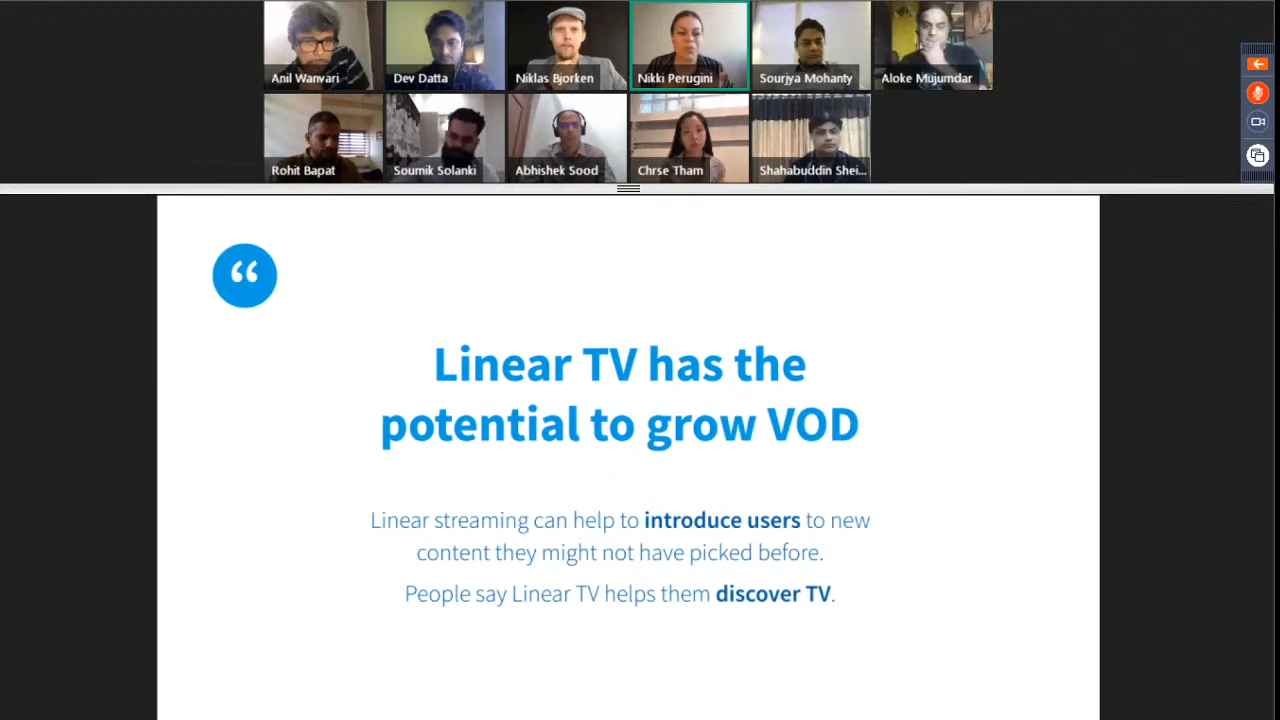 Anil Wanvari
Dev Datta
Niklas Bjorken
Nikki Perugini
Sourjya Mohanty
Aloke Mujumdar
Rohit Bapat
Soumik Solanki
Abhishek Sood
Chrse Tham
Shahabuddin Shei...
“
Linear TV has the
potential to grow VOD
Linear streaming can help to introduce users to new
content they might not have picked before.
People say Linear TV helps them discover TV.